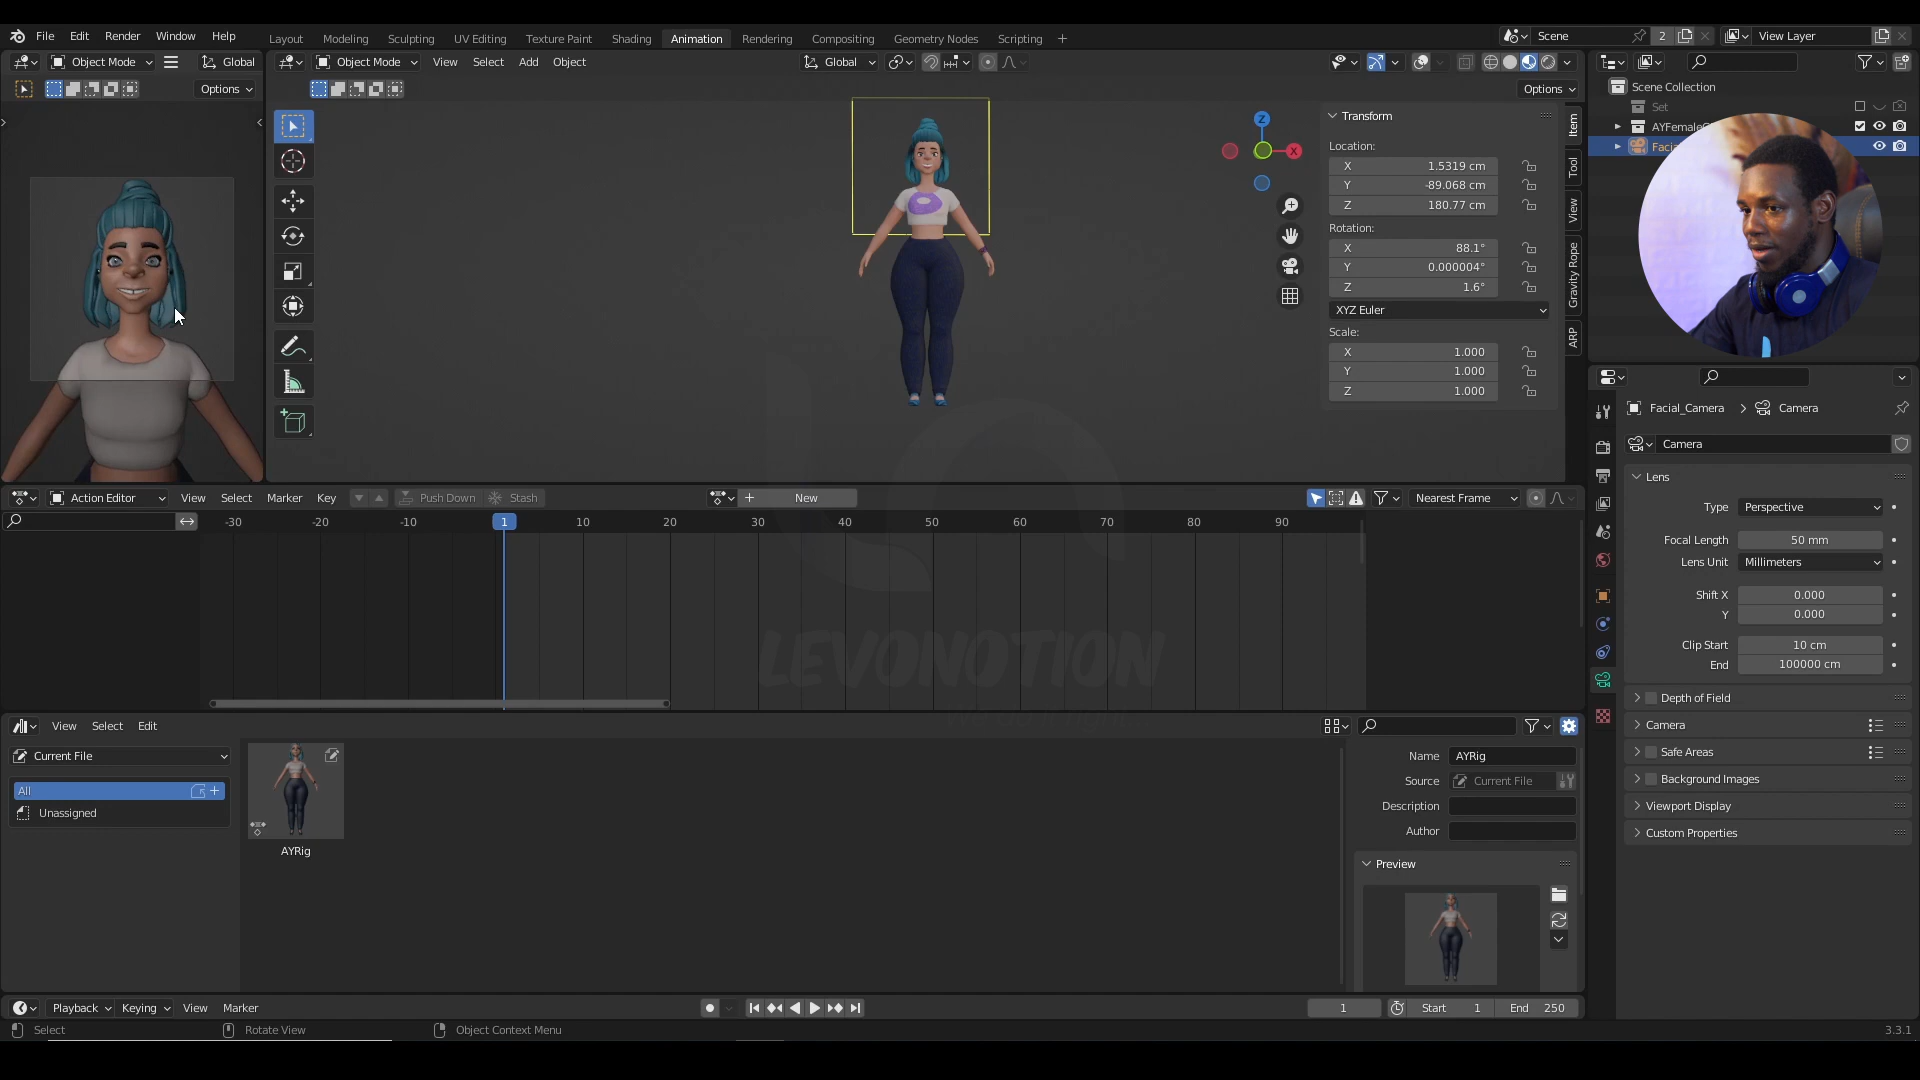 File Edit Render Window Help Layout Modeling Sculpting UV Editing Texture Paint Shading Animation Rendering Compositing Geometry Nodes Scripting + Scene 2 View Layer
Object Mode Global Object Mode View Select Add Object Global
Options Options
Scene Collection
Set
AYFemale
Facia
Transform
Location:
X 1.5319 cm
Y -89.068 cm
Z 180.77 cm
Rotation:
X 88.1°
Y 0.000004°
Z 1.6°
XYZ Euler
Scale:
X 1.000
Y 1.000
Z 1.000
Item
Tool
View
Gravity Rope
ARP
Z
X
Facial_Camera > Camera
Camera
Lens
Type Perspective
Focal Length 50 mm
Lens Unit Millimeters
Shift X 0.000
Y 0.000
Clip Start 10 cm
End 100000 cm
Depth of Field
Camera
Safe Areas
Background Images
Viewport Display
Custom Properties
Action Editor View Select Marker Key Push Down Stash + New Nearest Frame
-30 -20 -10 1 10 20 30 40 50 60 70 80 90
LEVONOTION
View Select Edit
Current File
All +
Unassigned
AYRig
Name AYRig
Source Current File
Description
Author
Preview
Playback Keying View Marker 1 Start 1 End 250
Select Rotate View Object Context Menu 3.3.1